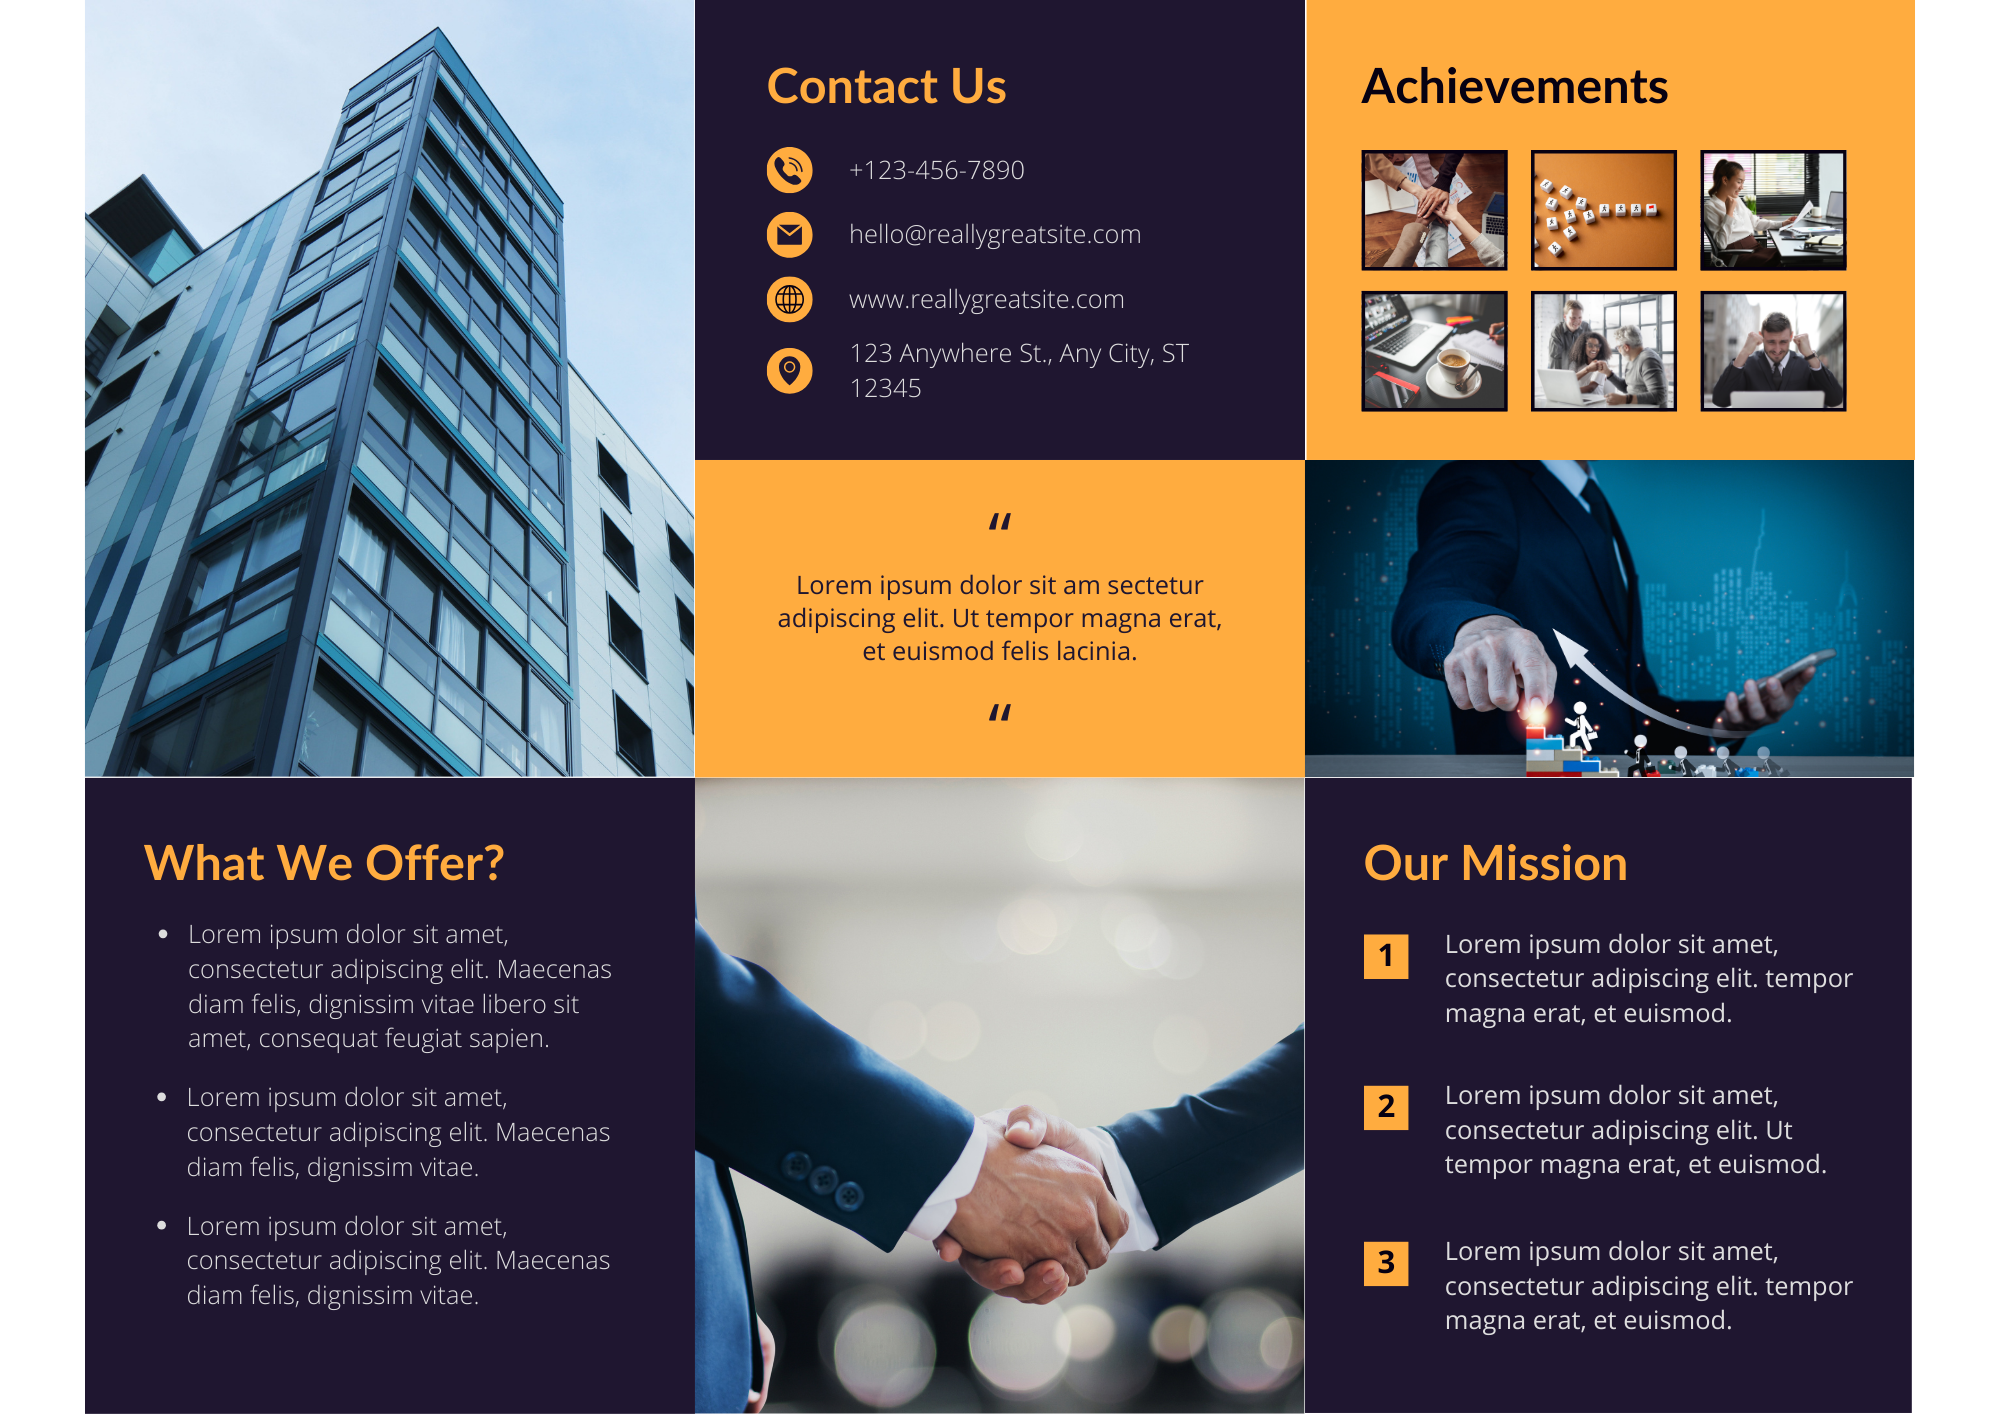 Contact Us
+123-456-7890
hello@reallygreatsite.com
www.reallygreatsite.com
123 Anywhere St., Any City, ST
12345
“
Lorem ipsum dolor sit am sectetur
adipiscing elit. Ut tempor magna erat,
et euismod felis lacinia.
“
Achievements
What We Offer?
• Lorem ipsum dolor sit amet,
consectetur adipiscing elit. Maecenas
diam felis, dignissim vitae libero sit
amet, consequat feugiat sapien.
• Lorem ipsum dolor sit amet,
consectetur adipiscing elit. Maecenas
diam felis, dignissim vitae.
• Lorem ipsum dolor sit amet,
consectetur adipiscing elit. Maecenas
diam felis, dignissim vitae.
Our Mission
1
Lorem ipsum dolor sit amet,
consectetur adipiscing elit. tempor
magna erat, et euismod.
2
Lorem ipsum dolor sit amet,
consectetur adipiscing elit. Ut
tempor magna erat, et euismod.
3
Lorem ipsum dolor sit amet,
consectetur adipiscing elit. tempor
magna erat, et euismod.